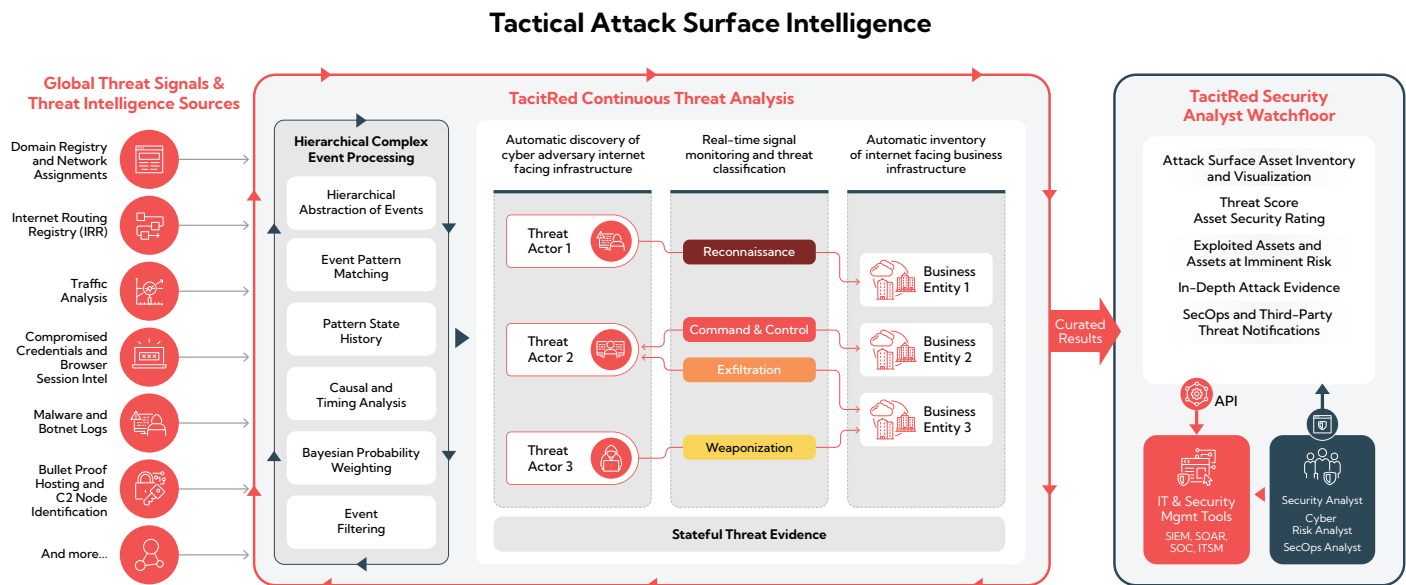 Tactical Attack Surface Intelligence
Global Threat Signals &
Threat Intelligence Sources
Domain Registry
and Network
Assignments
Internet Routing
Registry (IRR)
Traffic
Analysis
Compromised
Credentials and
Browser
Session Intel
Malware and
Botnet Logs
Bullet Proof
Hosting and
C2 Node
Identification
And more...
TacitRed Continuous Threat Analysis
Hierarchical Complex
Event Processing
Hierarchical
Abstraction of Events
Event Pattern
Matching
Pattern State
History
Causal and
Timing Analysis
Bayesian Probability
Weighting
Event
Filtering
Automatic discovery of
cyber adversary internet
facing infrastructure
Threat
Actor 1
Threat
Actor 2
Threat
Actor 3
Real-time signal
monitoring and threat
classification
Reconnaissance
Command & Control
Exfiltration
Weaponization
Automatic inventory
of internet facing business
infrastructure
Business
Entity 1
Business
Entity 2
Business
Entity 3
Stateful Threat Evidence
Curated
Results
TacitRed Security
Analyst Watchfloor
Attack Surface Asset Inventory
and Visualization
Threat Score
Asset Security Rating
Exploited Assets and
Assets at Imminent Risk
In-Depth Attack Evidence
SecOps and Third-Party
Threat Notifications
API
IT & Security
Mgmt Tools
SIEM, SOAR,
SOC, ITSM
Security Analyst
Cyber
Risk Analyst
SecOps Analyst